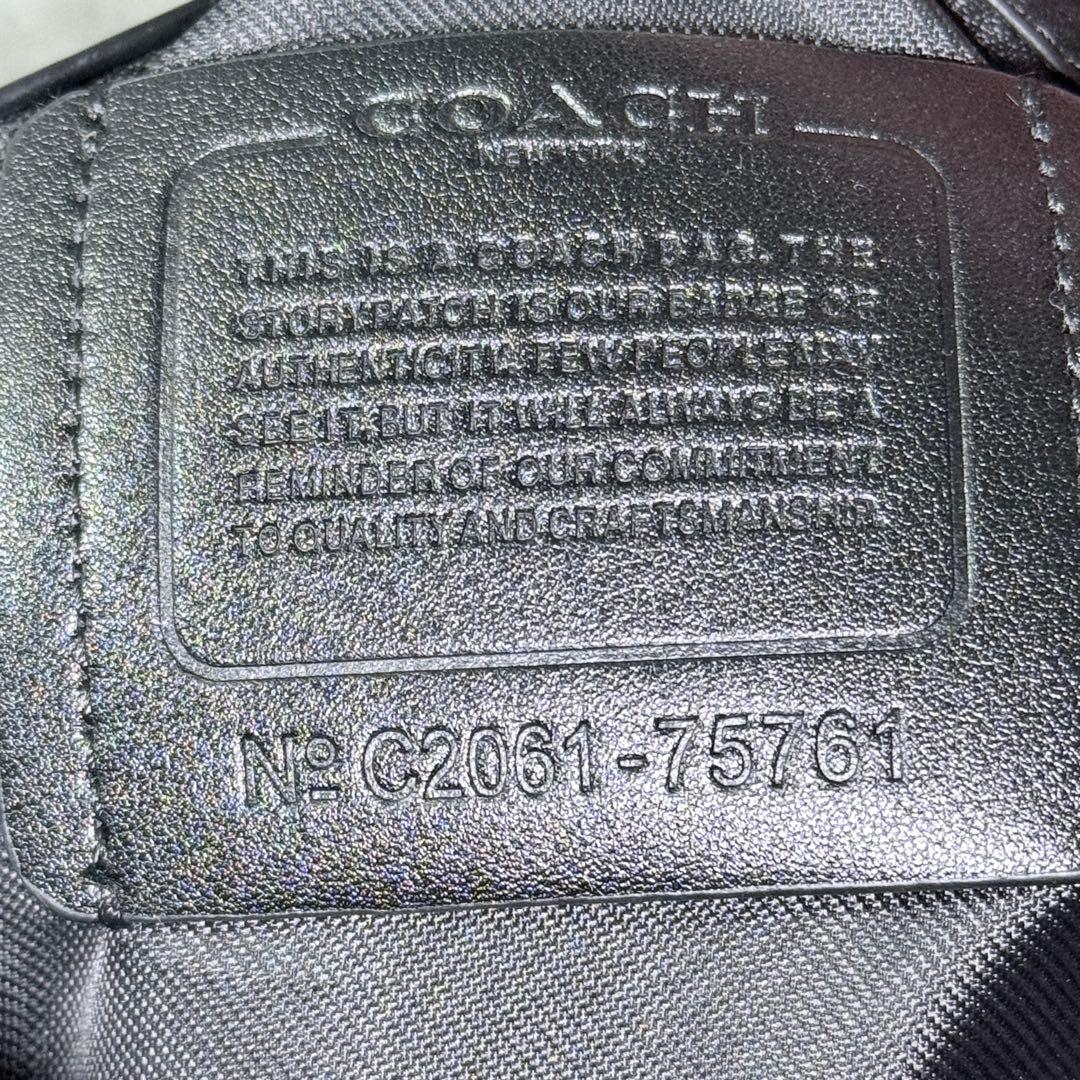 COACH
NEW YORK
THIS IS A COACH BAG. THE
STORYPATCH IS OUR BADGE OF
AUTHENTICITY. FEW PEOPLE
SEE IT, BUT IT WILL ALWAYS BE A
REMINDER OF OUR COMMITMENT
TO QUALITY AND CRAFTSMANSHIP.
Nº C2061-75761